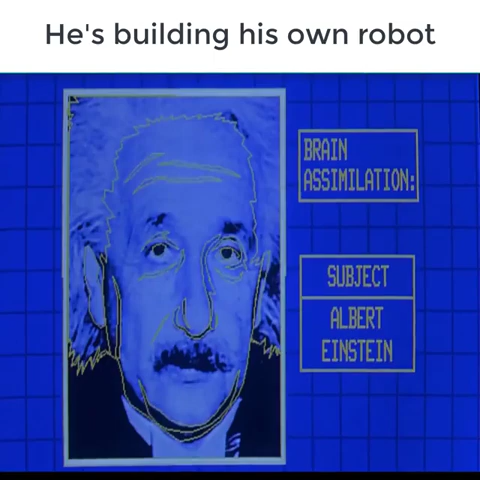 He's building his own robot
BRAIN
ASSIMILATION:
SUBJECT
ALBERT
EINSTEIN